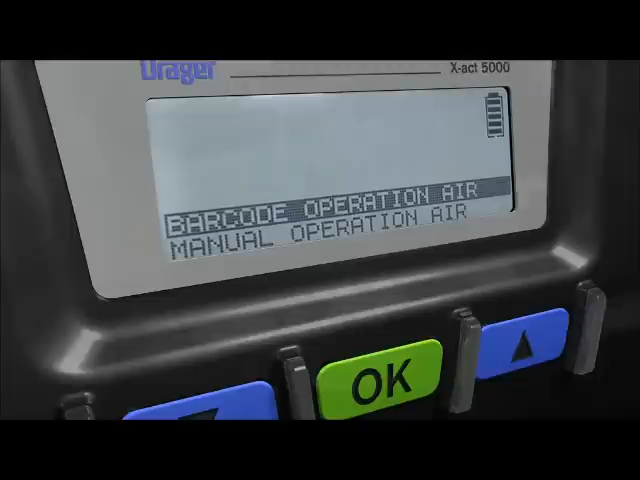 Dräger
X-act 5000
BARCODE OPERATION AIR
MANUAL OPERATION AIR
OK